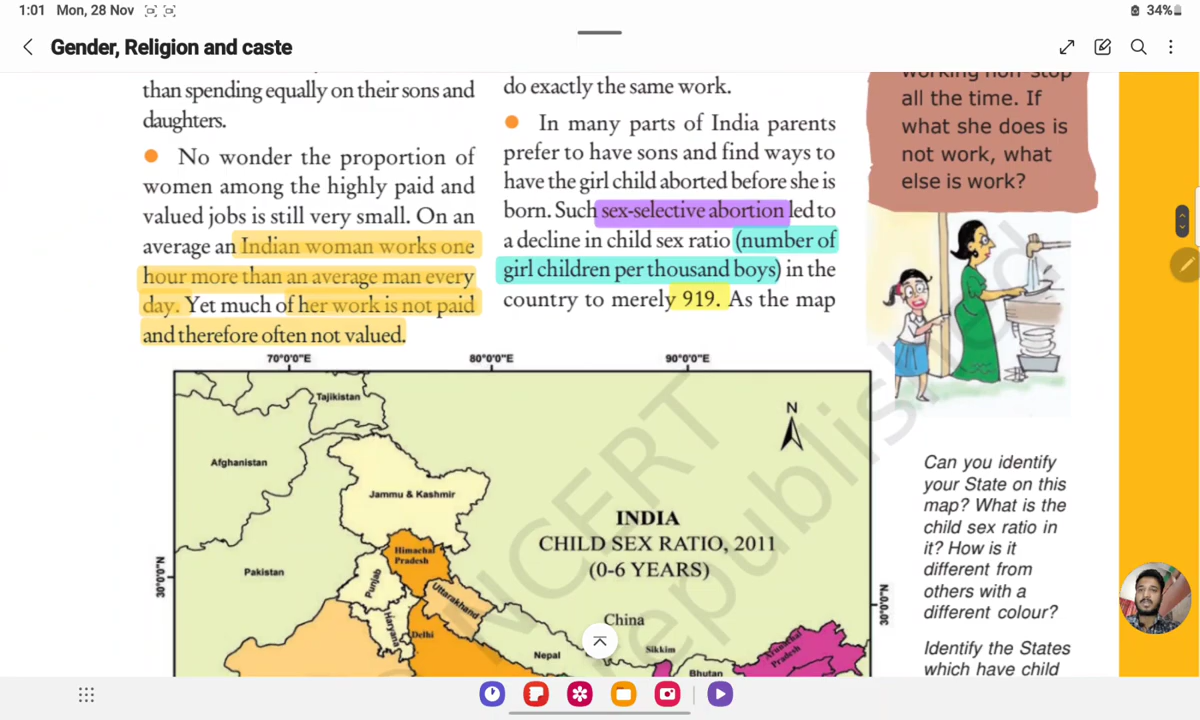 1:01 Mon, 28 Nov
34%
Gender, Religion and caste
than spending equally on their sons and
daughters.
No wonder the proportion of
women among the highly paid and
valued jobs is still very small. On an
average an Indian woman works one
hour more than an average man every
day. Yet much of her work is not paid
and therefore often not valued.
do exactly the same work.
In many parts of India parents
prefer to have sons and find ways to
have the girl child aborted before she is
born. Such sex-selective abortion led to
a decline in child sex ratio (number of
girl children per thousand boys) in the
country to merely 919. As the map
working non-stop
all the time. If
what she does is
not work, what
else is work?
70°0'0"E 80°0'0"E 90°0'0"E
Tajikistan
N
Afghanistan
Jammu & Kashmir
INDIA
CHILD SEX RATIO, 2011
(0-6 YEARS)
Himachal
Pradesh
30°0'0"N
Pakistan
Punjab
Uttarakhand
Haryana
Delhi
China
30°0'0"N
Nepal
Sikkim
Bhutan
Arunachal
Pradesh
NCERT
republished
Can you identify
your State on this
map? What is the
child sex ratio in
it? How is it
different from
others with a
different colour?
Identify the States
which have child